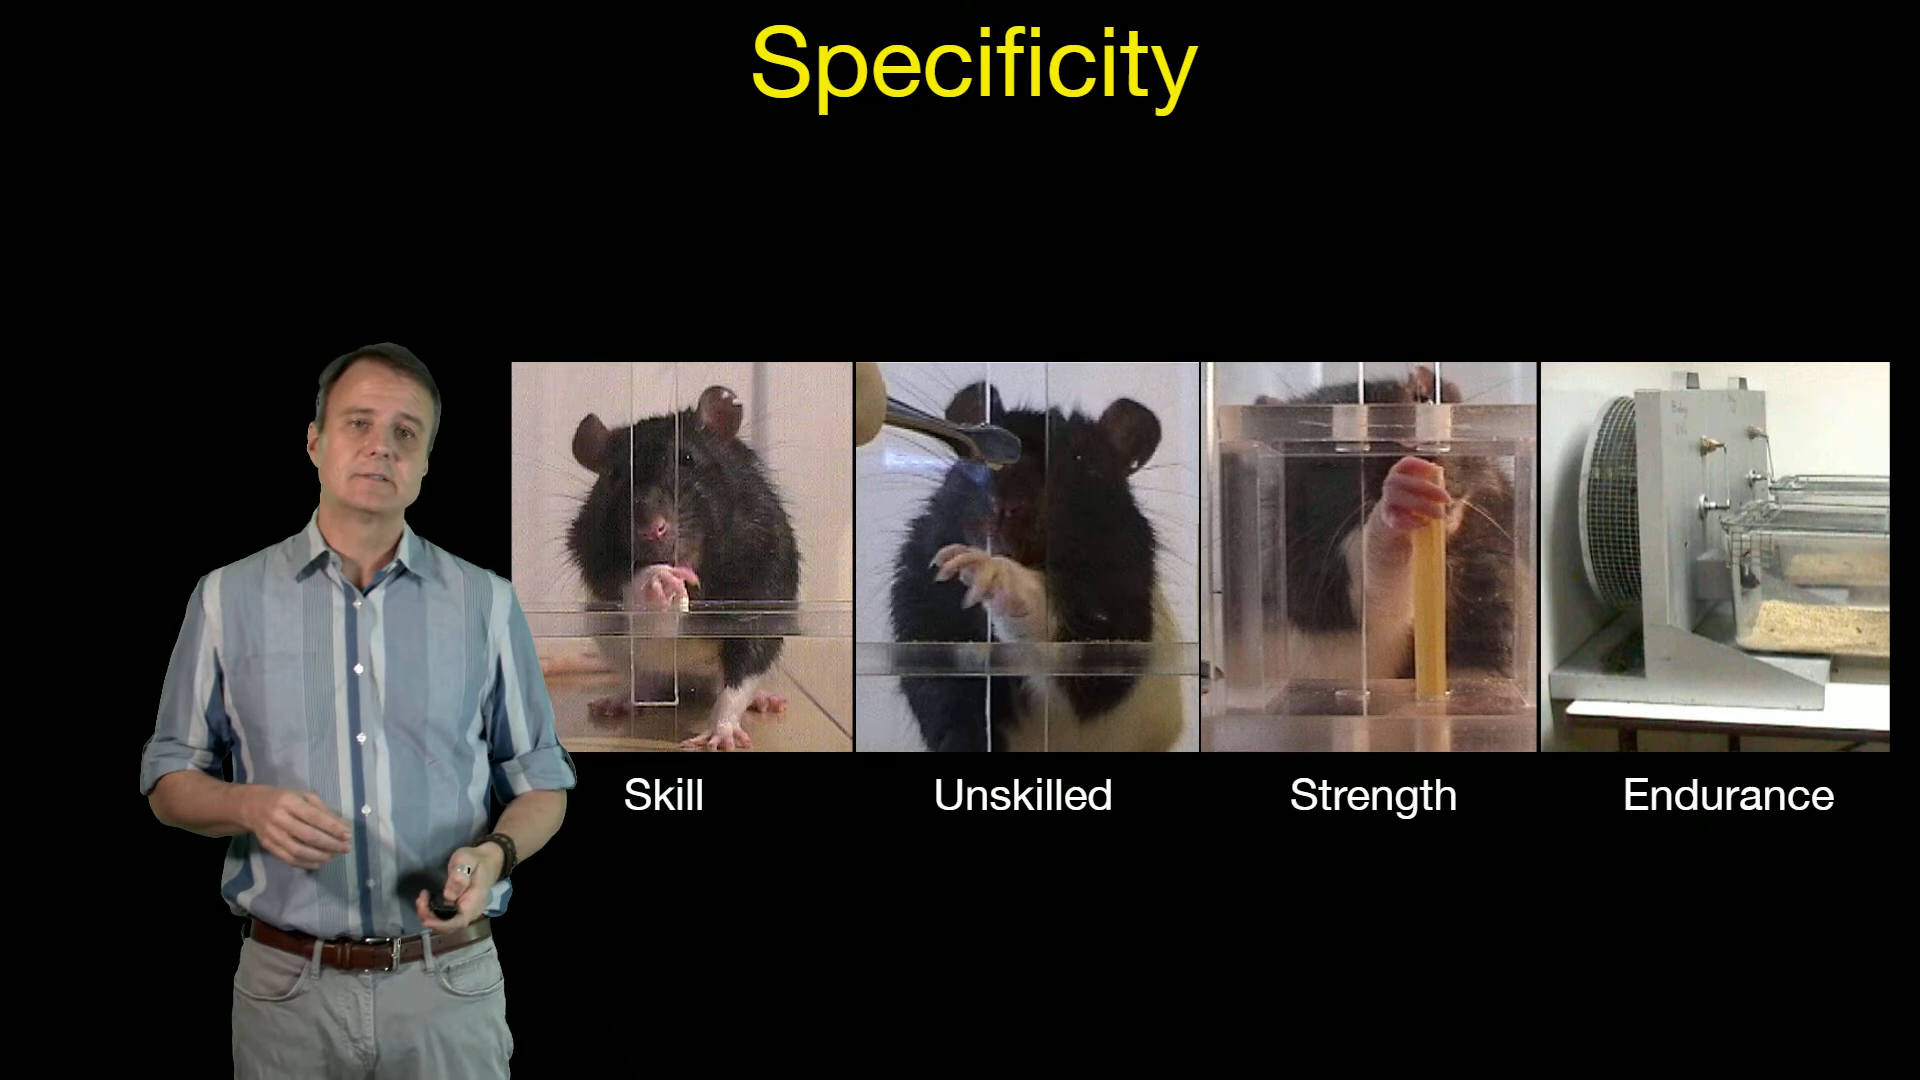 Specificity
Skill
Unskilled
Strength
Endurance